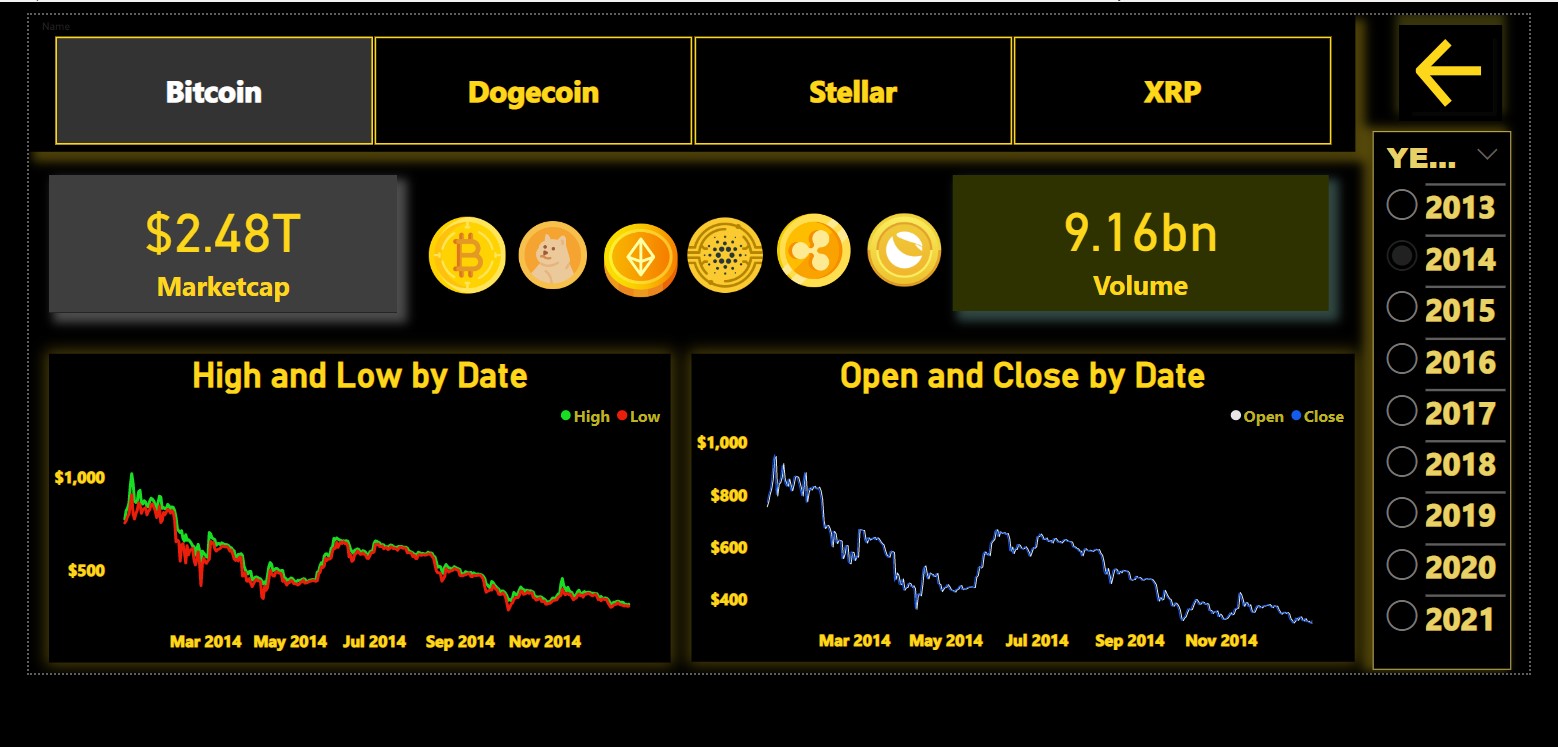 Name
Bitcoin
Dogecoin
Stellar
XRP
$2.48T
Marketcap
9.16bn
Volume
High and Low by Date
High Low
$1,000
$500
Mar 2014 May 2014 Jul 2014 Sep 2014 Nov 2014
Open and Close by Date
Open Close
$1,000
$800
$600
$400
Mar 2014 May 2014 Jul 2014 Sep 2014 Nov 2014
YE...
2013
2014
2015
2016
2017
2018
2019
2020
2021